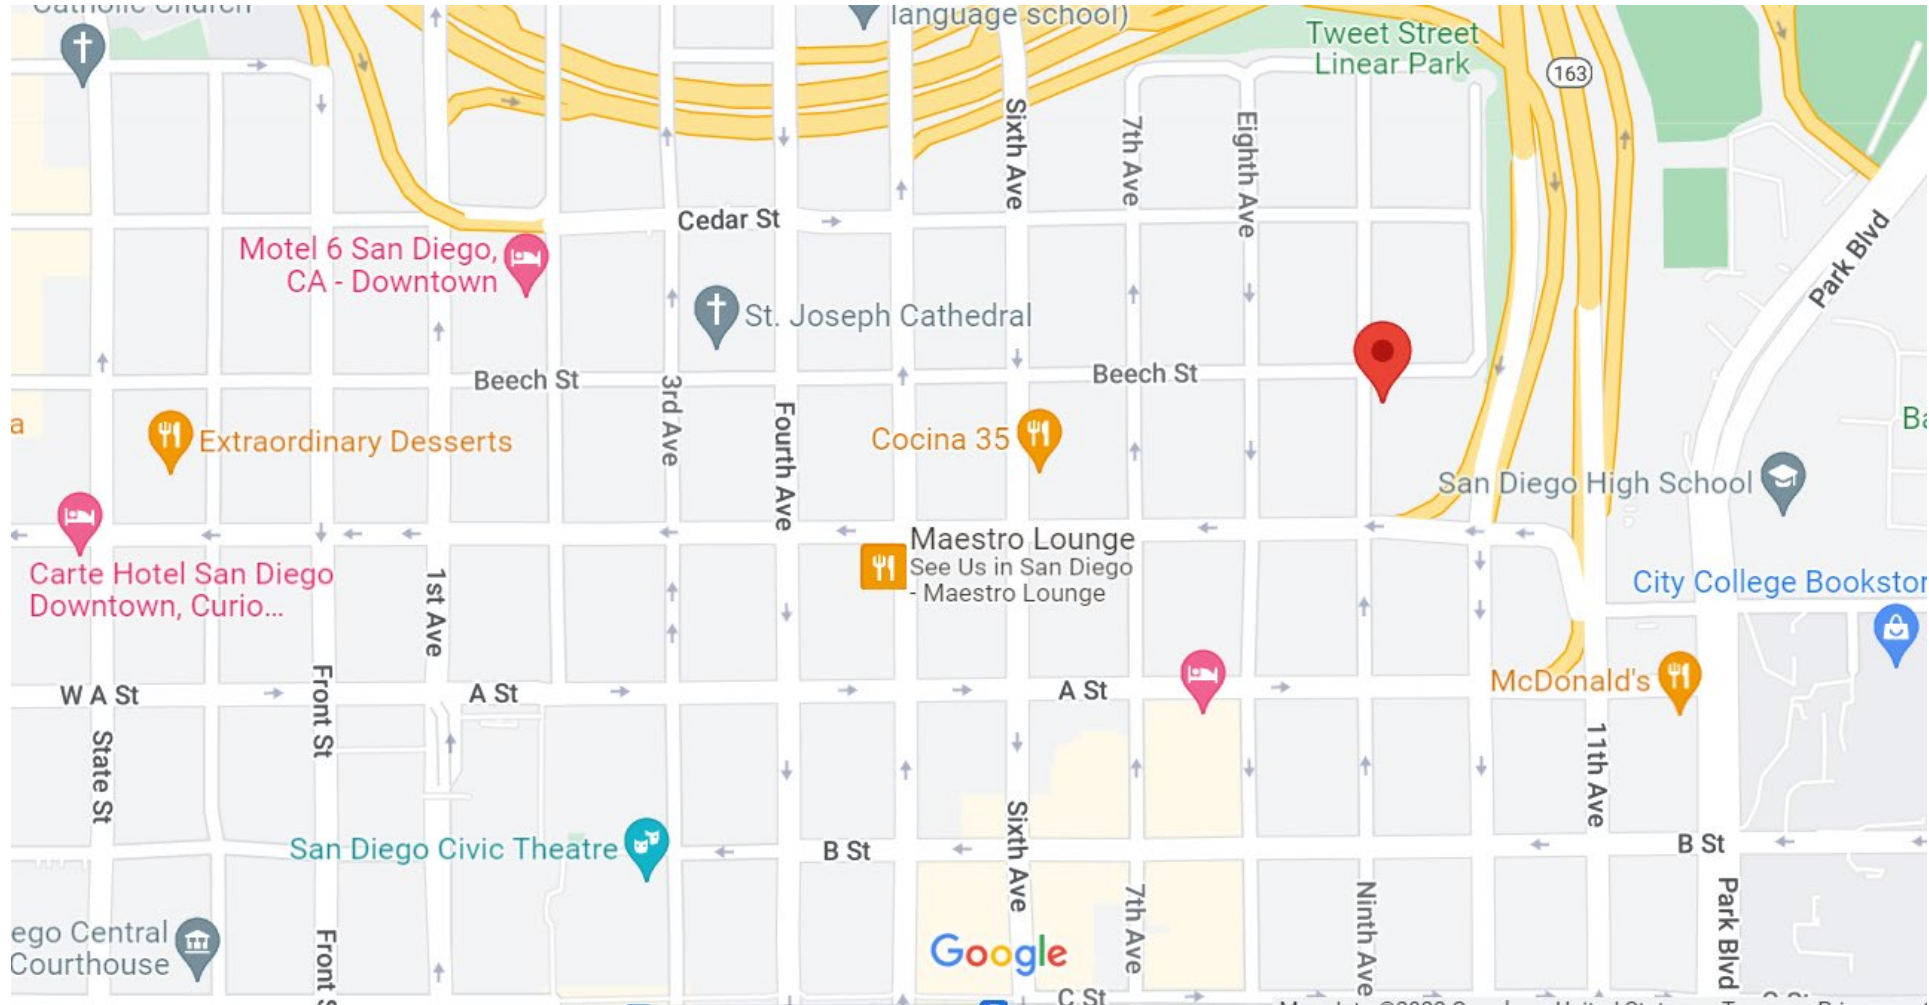 Catholic Church
language school)
Tweet Street
Linear Park
163
Sixth Ave
7th Ave
Eighth Ave
Cedar St
Park Blvd
Motel 6 San Diego,
CA - Downtown
St. Joseph Cathedral
Beech St
Beech St
3rd Ave
Fourth Ave
a
Extraordinary Desserts
Cocina 35
Ba
San Diego High School
Maestro Lounge
See Us in San Diego
- Maestro Lounge
Carte Hotel San Diego
Downtown, Curio...
1st Ave
City College Bookstor
W A St
A St
A St
McDonald's
Front St
State St
11th Ave
San Diego Civic Theatre
B St
B St
Sixth Ave
7th Ave
Ninth Ave
Park Blvd
ego Central
Courthouse
Front S
Google
C St